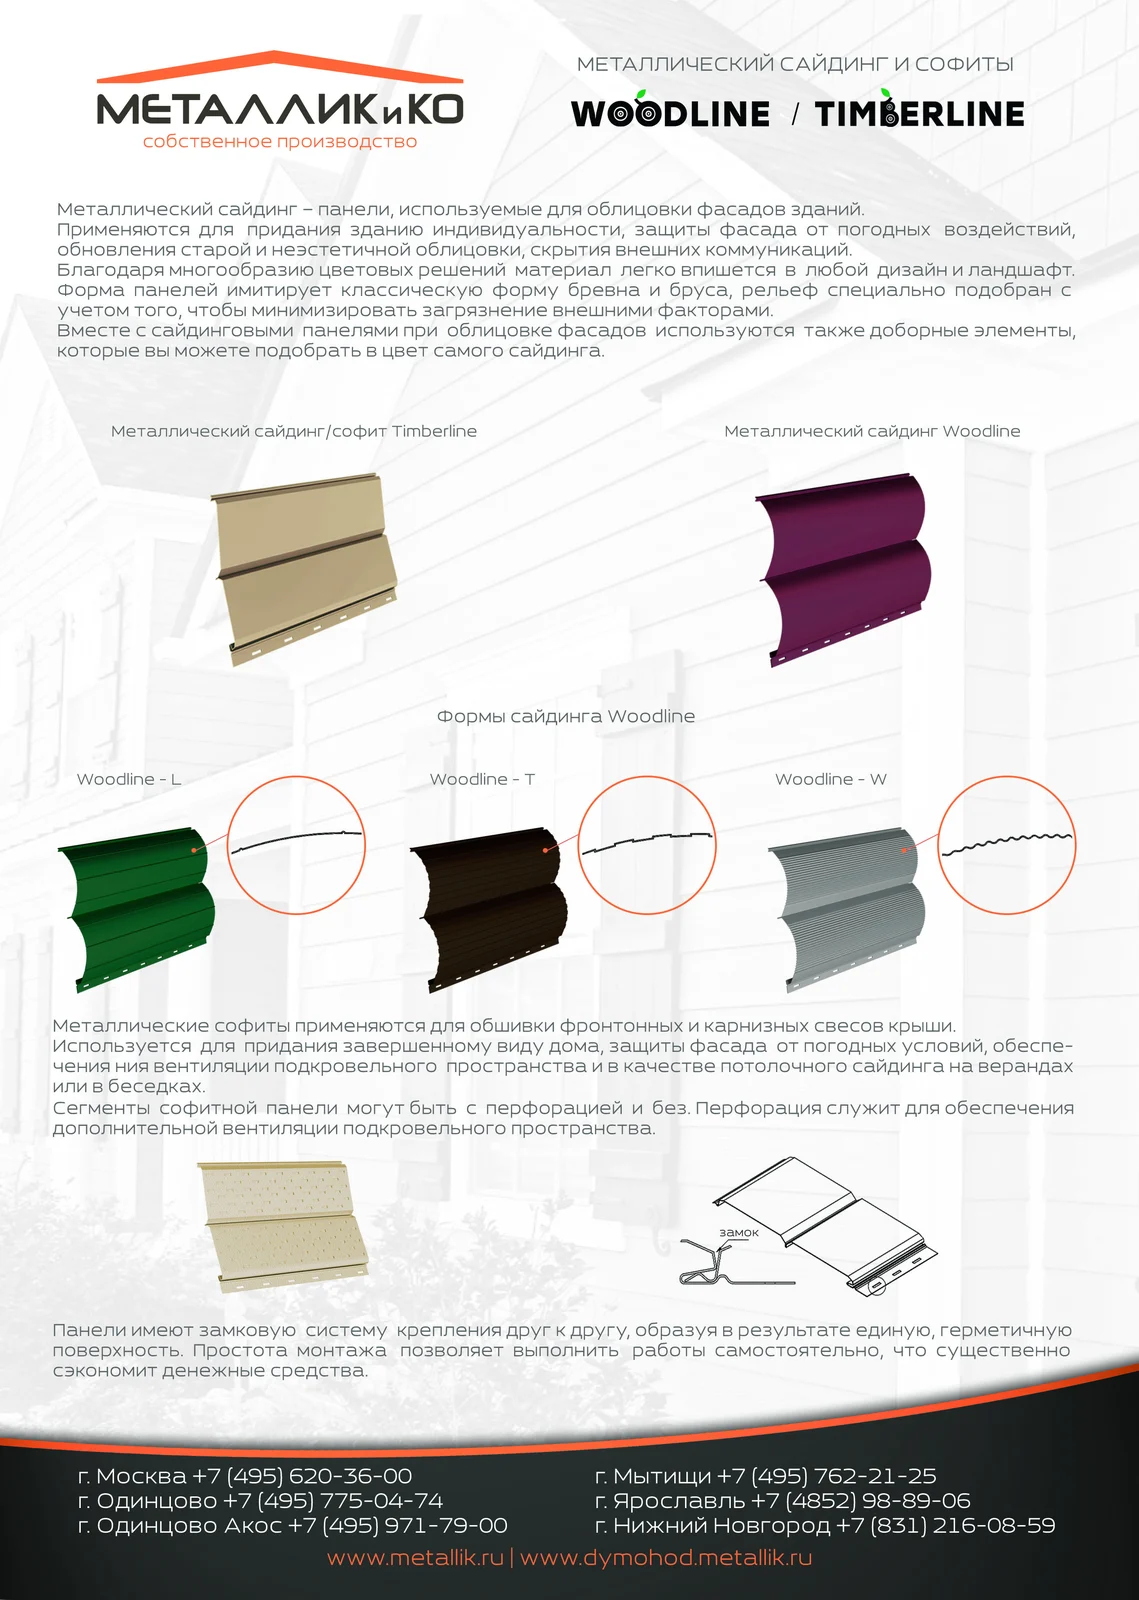 МЕТАЛЛИКиКО
собственное производство
МЕТАЛЛИЧЕСКИЙ САЙДИНГ И СОФИТЫ
WOODLINE / TIMBERLINE
Металлический сайдинг – панели, используемые для облицовки фасадов зданий.
Применяются для придания зданию индивидуальности, защиты фасада от погодных воздействий,
обновления старой и неэстетичной облицовки, скрытия внешних коммуникаций.
Благодаря многообразию цветовых решений материал легко впишется в любой дизайн и ландшафт.
Форма панелей имитирует классическую форму бревна и бруса, рельеф специально подобран с
учетом того, чтобы минимизировать загрязнение внешними факторами.
Вместе с сайдинговыми панелями при облицовке фасадов используются также доборные элементы,
которые вы можете подобрать в цвет самого сайдинга.
Металлический сайдинг/софит Timberline
Металлический сайдинг Woodline
Формы сайдинга Woodline
Woodline - L
Woodline - T
Woodline - W
Металлические софиты применяются для обшивки фронтонных и карнизных свесов крыши.
Используется для придания завершенному виду дома, защиты фасада от погодных условий, обеспе-
чения ния вентиляции подкровельного пространства и в качестве потолочного сайдинга на верандах
или в беседках.
Сегменты софитной панели могут быть с перфорацией и без. Перфорация служит для обеспечения
дополнительной вентиляции подкровельного пространства.
замок
Панели имеют замковую систему крепления друг к другу, образуя в результате единую, герметичную
поверхность. Простота монтажа позволяет выполнить работы самостоятельно, что существенно
сэкономит денежные средства.
г. Москва +7 (495) 620-36-00
г. Одинцово +7 (495) 775-04-74
г. Одинцово Акос +7 (495) 971-79-00
г. Мытищи +7 (495) 762-21-25
г. Ярославль +7 (4852) 98-89-06
г. Нижний Новгород +7 (831) 216-08-59
www.metallik.ru | www.dymohod.metallik.ru